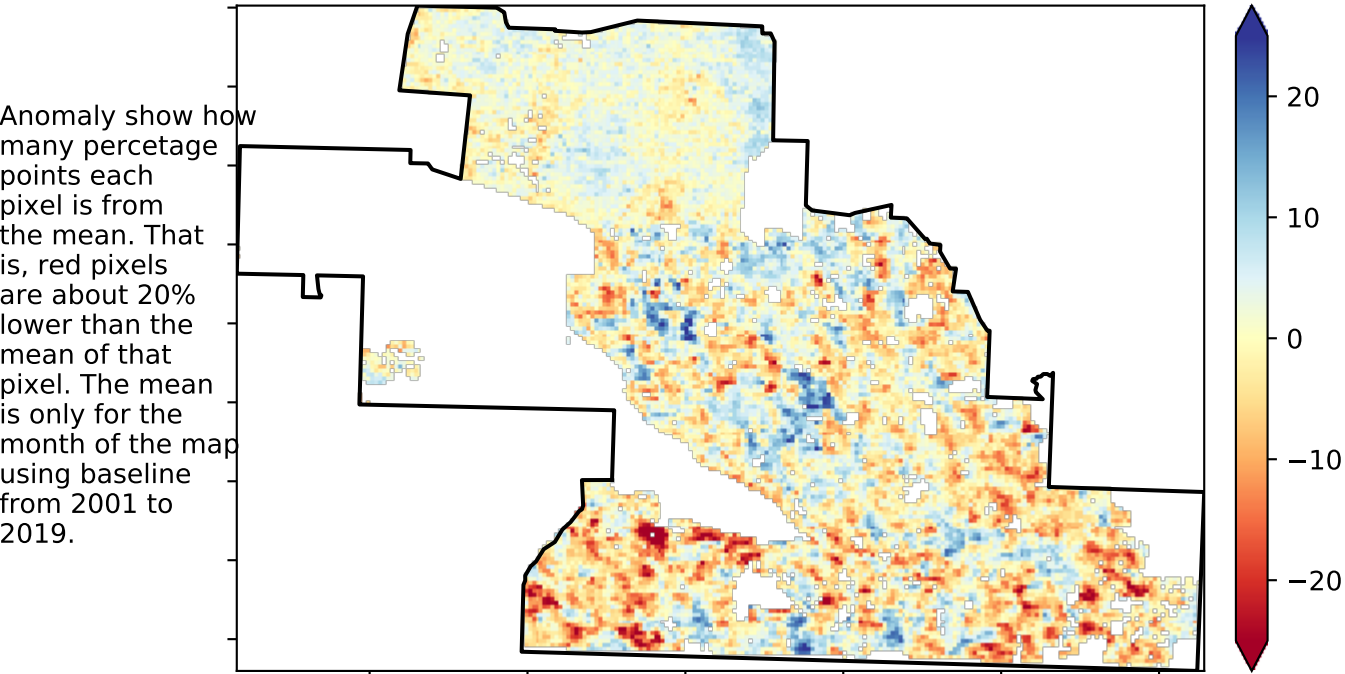 Anomaly show how
many percetage
points each
pixel is from
the mean. That
is, red pixels
are about 20%
lower than the
mean of that
pixel. The mean
is only for the
month of the map
using baseline
from 2001 to
2019.
20
10
0
−10
−20